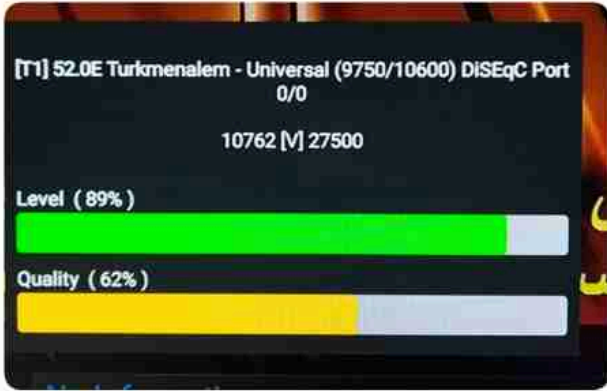 [T1] 52.0E Turkmenalem - Universal (9750/10600) DiSEqC Port
0/0
10762 [V] 27500
Level ( 89% )
Quality ( 62% )